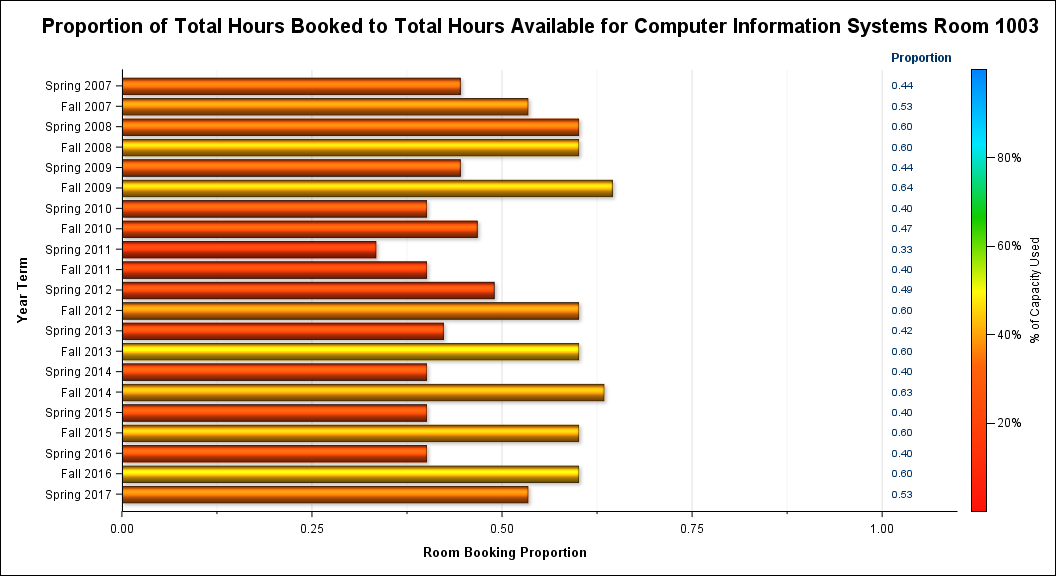 Proportion of Total Hours Booked to Total Hours Available for Computer Information Systems Room 1003
Proportion
Spring 2007 0.44
Fall 2007 0.53
Spring 2008 0.60
Fall 2008 0.60
Spring 2009 0.44
Fall 2009 0.64
Spring 2010 0.40
Fall 2010 0.47
Spring 2011 0.33
Fall 2011 0.40
Spring 2012 0.49
Fall 2012 0.60
Spring 2013 0.42
Fall 2013 0.60
Spring 2014 0.40
Fall 2014 0.63
Spring 2015 0.40
Fall 2015 0.60
Spring 2016 0.40
Fall 2016 0.60
Spring 2017 0.53
Year Term
0.00 0.25 0.50 0.75 1.00
Room Booking Proportion
80%
60%
40%
20%
% of Capacity Used